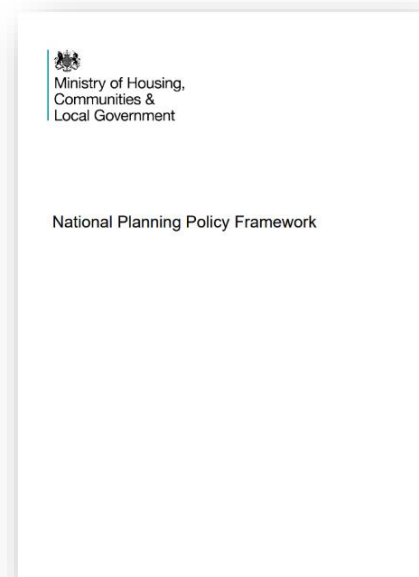 Ministry of Housing,
Communities &
Local Government
National Planning Policy Framework